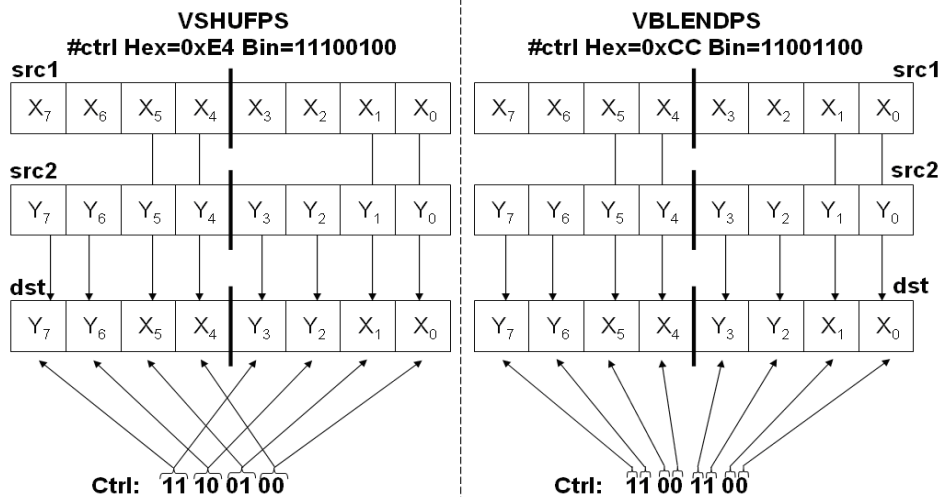 VSHUFPS
#ctrl Hex=0xE4 Bin=11100100
src1
X7 X6 X5 X4 X3 X2 X1 X0
src2
Y7 Y6 Y5 Y4 Y3 Y2 Y1 Y0
dst
Y7 Y6 X5 X4 Y3 Y2 X1 X0
Ctrl: 11 10 01 00
VBLENDPS
#ctrl Hex=0xCC Bin=11001100
src1
X7 X6 X5 X4 X3 X2 X1 X0
src2
Y7 Y6 Y5 Y4 Y3 Y2 Y1 Y0
dst
Y7 Y6 X5 X4 Y3 Y2 X1 X0
Ctrl: 11 00 11 00